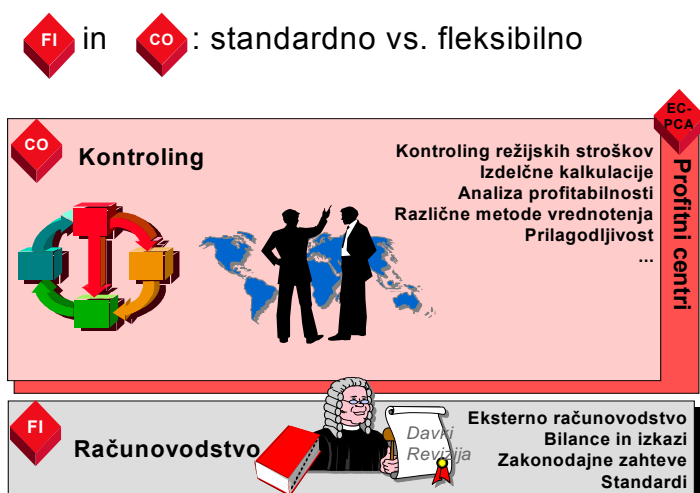 FI in CO : standardno vs. fleksibilno
EC-
PCA
CO
Kontroling
Kontroling režijskih stroškov
Izdelčne kalkulacije
Analiza profitabilnosti
Različne metode vrednotenja
Prilagodljivost
...
Profitni centri
FI
Računovodstvo
Davki
Revizija
Eksterno računovodstvo
Bilance in izkazi
Zakonodajne zahteve
Standardi